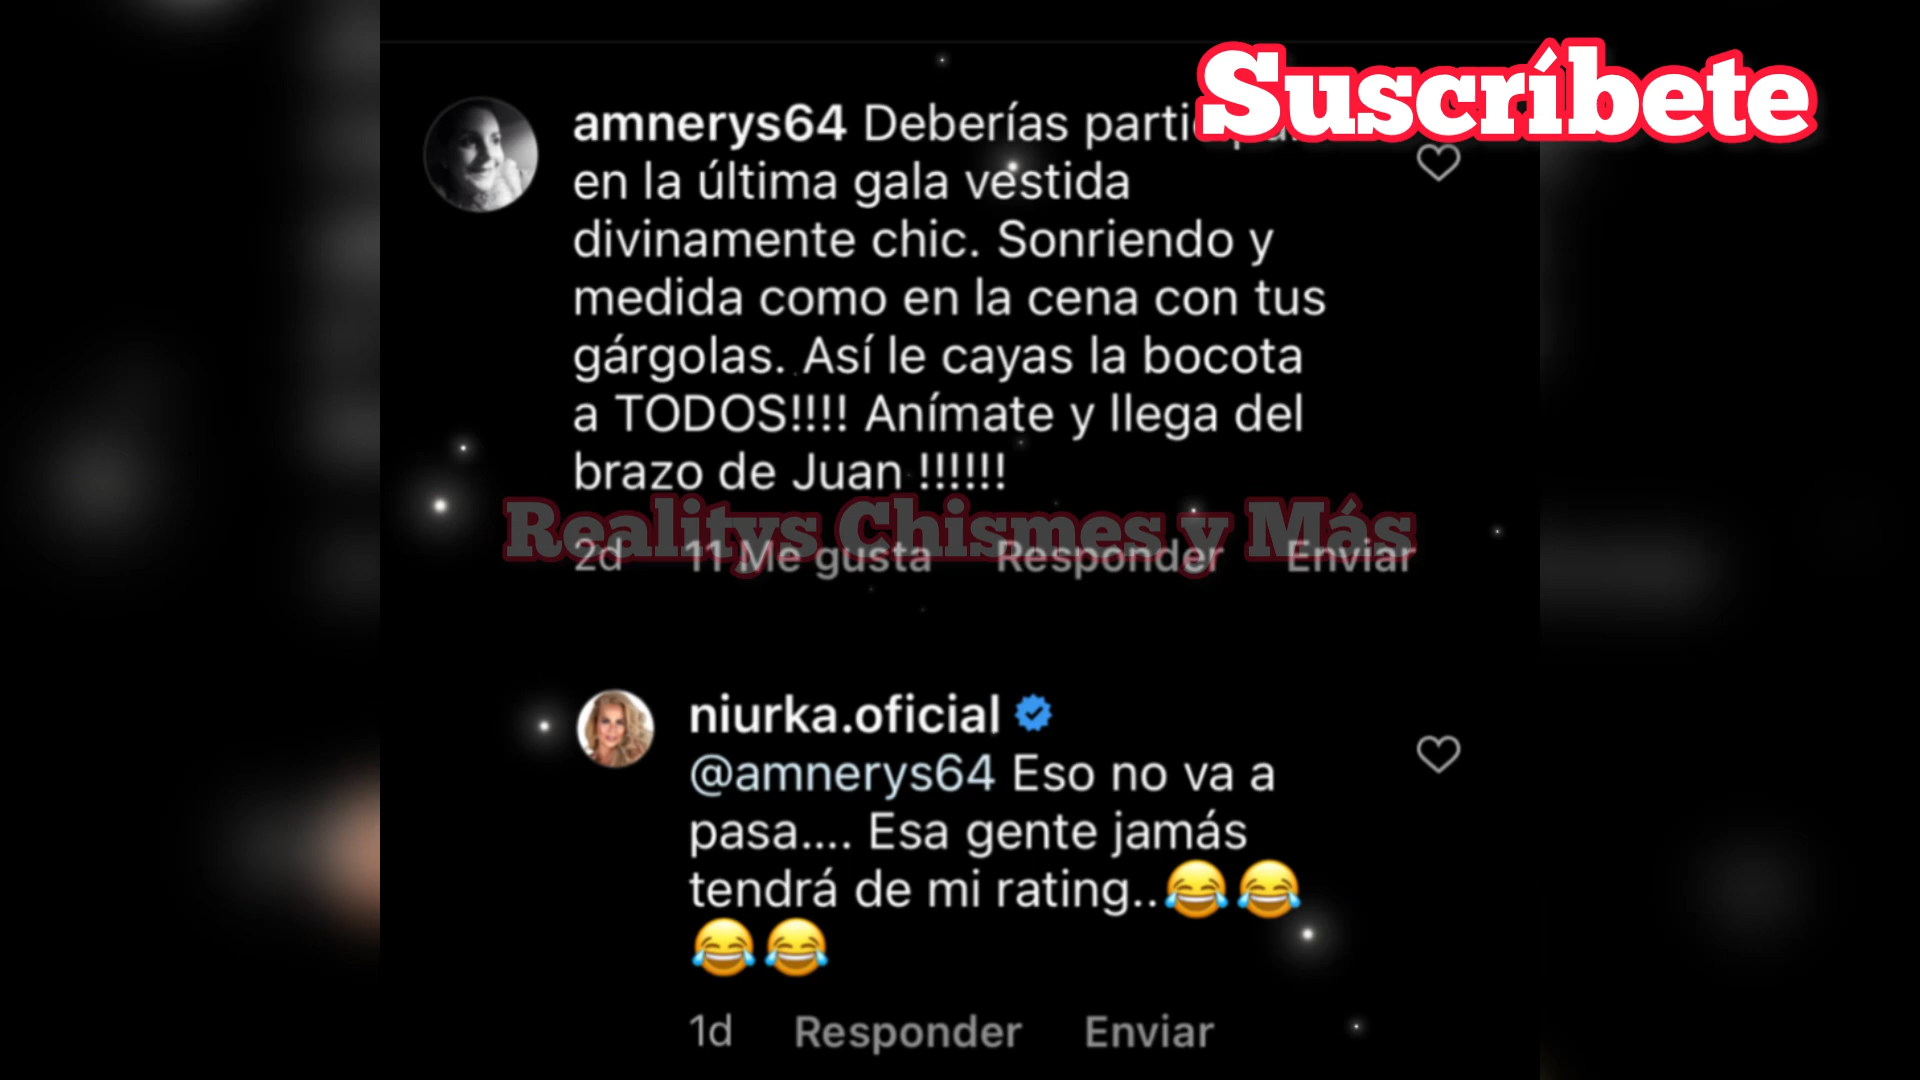 Suscríbete
amnerys64 Deberías participar
en la última gala vestida
divinamente chic. Sonriendo y
medida como en la cena con tus
gárgolas. Así le cayas la bocota
a TODOS!!!! Anímate y llega del
brazo de Juan !!!!!!
Realitys Chismes y Más
2d 11 Me gusta Responder Enviar
niurka.oficial
@amnerys64 Eso no va a
pasa.... Esa gente jamás
tendrá de mi rating..😂😂
😂😂
1d Responder Enviar